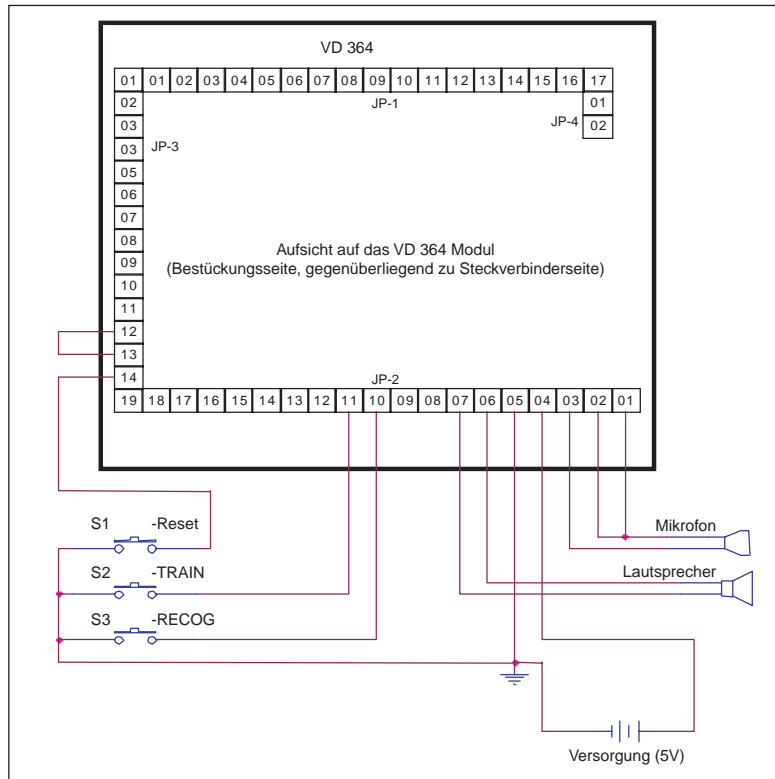 VD 364
01 01 02 03 04 05 06 07 08 09 10 11 12 13 14 15 16 17
02 JP-1 01
03 JP-4 02
03 JP-3
05
06
07
08
09
10
11
12
13
14
Aufsicht auf das VD 364 Modul
(Bestückungsseite, gegenüberliegend zu Steckverbinderseite)
JP-2
19 18 17 16 15 14 13 12 11 10 09 08 07 06 05 04 03 02 01
S1 -Reset
S2 -TRAIN
S3 -RECOG
Mikrofon
Lautsprecher
Versorgung (5V)